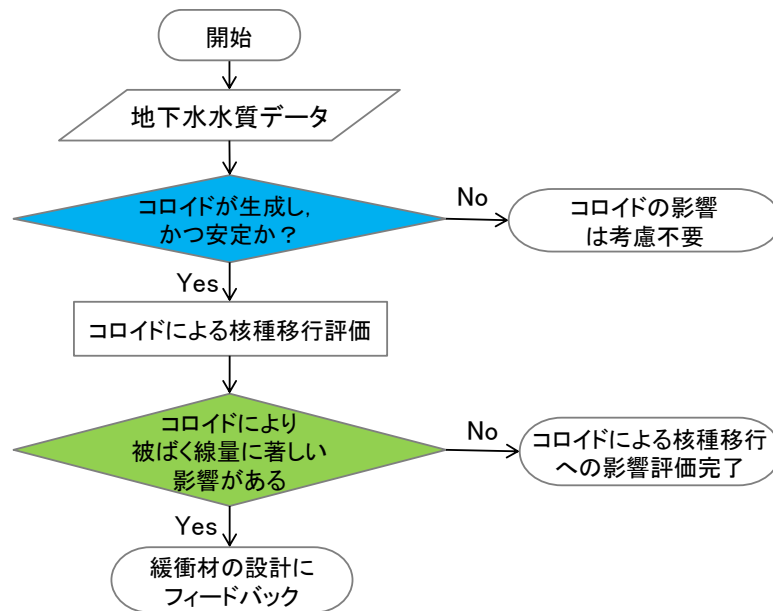 開始
地下水水質データ
コロイドが生成し,
かつ安定か？
No
コロイドの影響
は考慮不要
Yes
コロイドによる核種移行評価
コロイドにより
被ばく線量に著しい
影響がある
No
コロイドによる核種移行
への影響評価完了
Yes
緩衝材の設計に
フィードバック